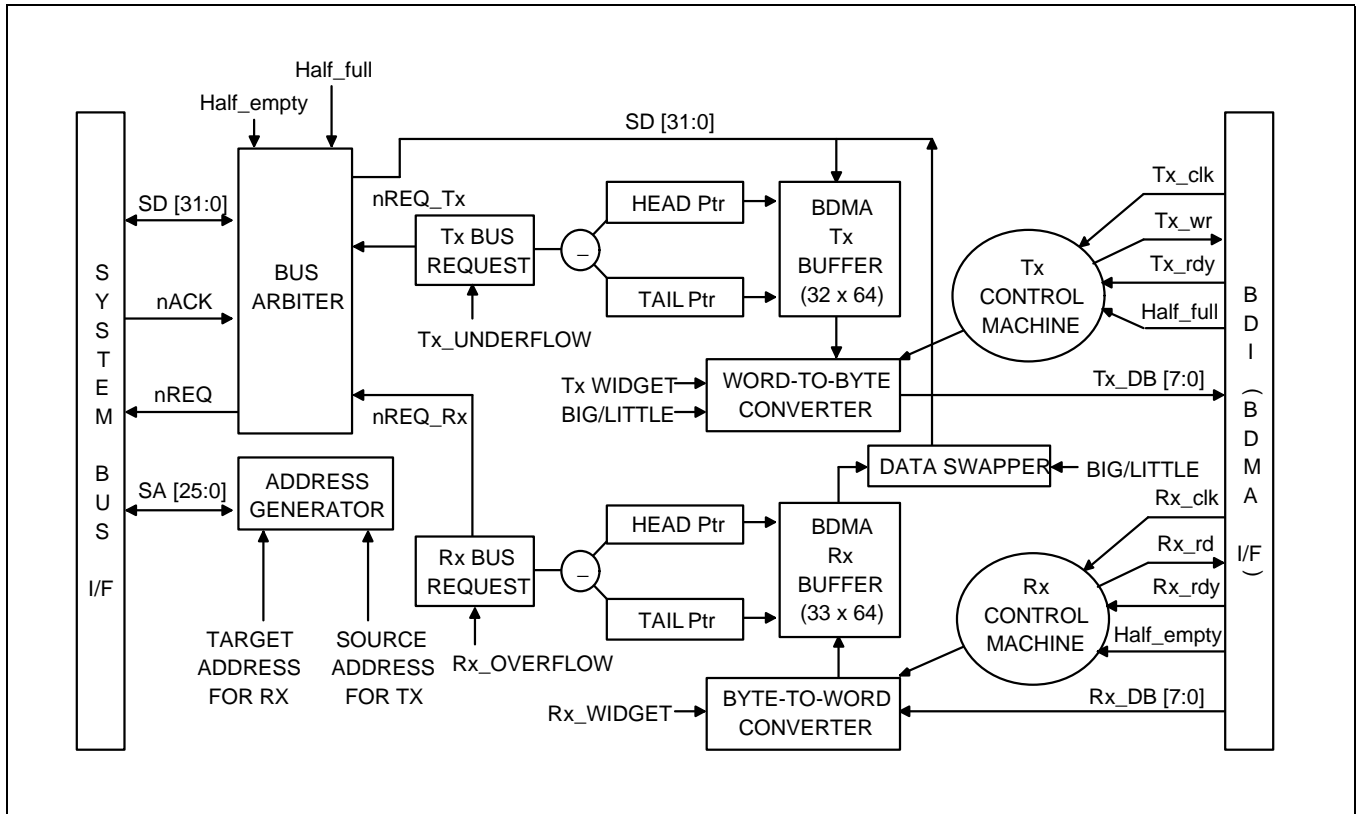 Half_full
Half_empty
SD [31:0]
SYSTEM BUS I/F
SD [31:0]
nACK
nREQ
SA [25:0]
BUS
ARBITER
ADDRESS
GENERATOR
TARGET
ADDRESS
FOR RX
SOURCE
ADDRESS
FOR TX
nREQ_Tx
Tx BUS
REQUEST
Tx_UNDERFLOW
_
HEAD Ptr
TAIL Ptr
BDMA
Tx
BUFFER
(32 x 64)
Tx WIDGET
BIG/LITTLE
WORD-TO-BYTE
CONVERTER
Tx
CONTROL
MACHINE
Tx_clk
Tx_wr
Tx_rdy
Half_full
Tx_DB [7:0]
nREQ_Rx
Rx BUS
REQUEST
Rx_OVERFLOW
_
HEAD Ptr
TAIL Ptr
DATA SWAPPER
BIG/LITTLE
BDMA
Rx
BUFFER
(33 x 64)
Rx_WIDGET
BYTE-TO-WORD
CONVERTER
Rx
CONTROL
MACHINE
Rx_clk
Rx_rd
Rx_rdy
Half_empty
Rx_DB [7:0]
BDI (BDMA I/F)